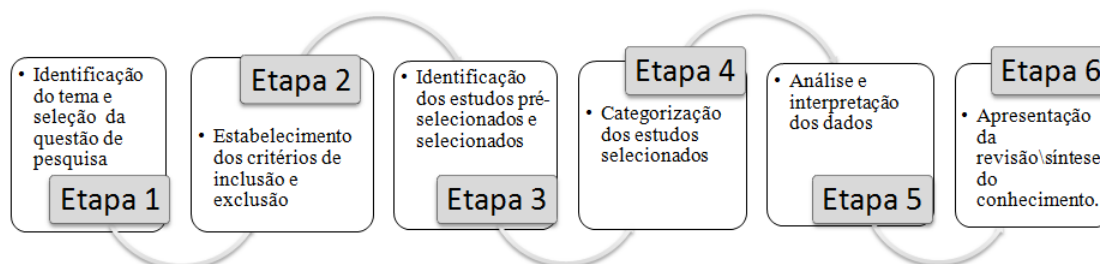 • Identificação
do tema e
seleção da
questão de
pesquisa
Etapa 1
Etapa 2
• Estabelecimento
dos critérios de
inclusão e
exclusão
• Identificação
dos estudos pré-
selecionados e
selecionados
Etapa 3
Etapa 4
• Categorização
dos estudos
selecionados
• Análise e
interpretação
dos dados
Etapa 5
Etapa 6
• Apresentação
da
revisão\síntese
do
conhecimento.